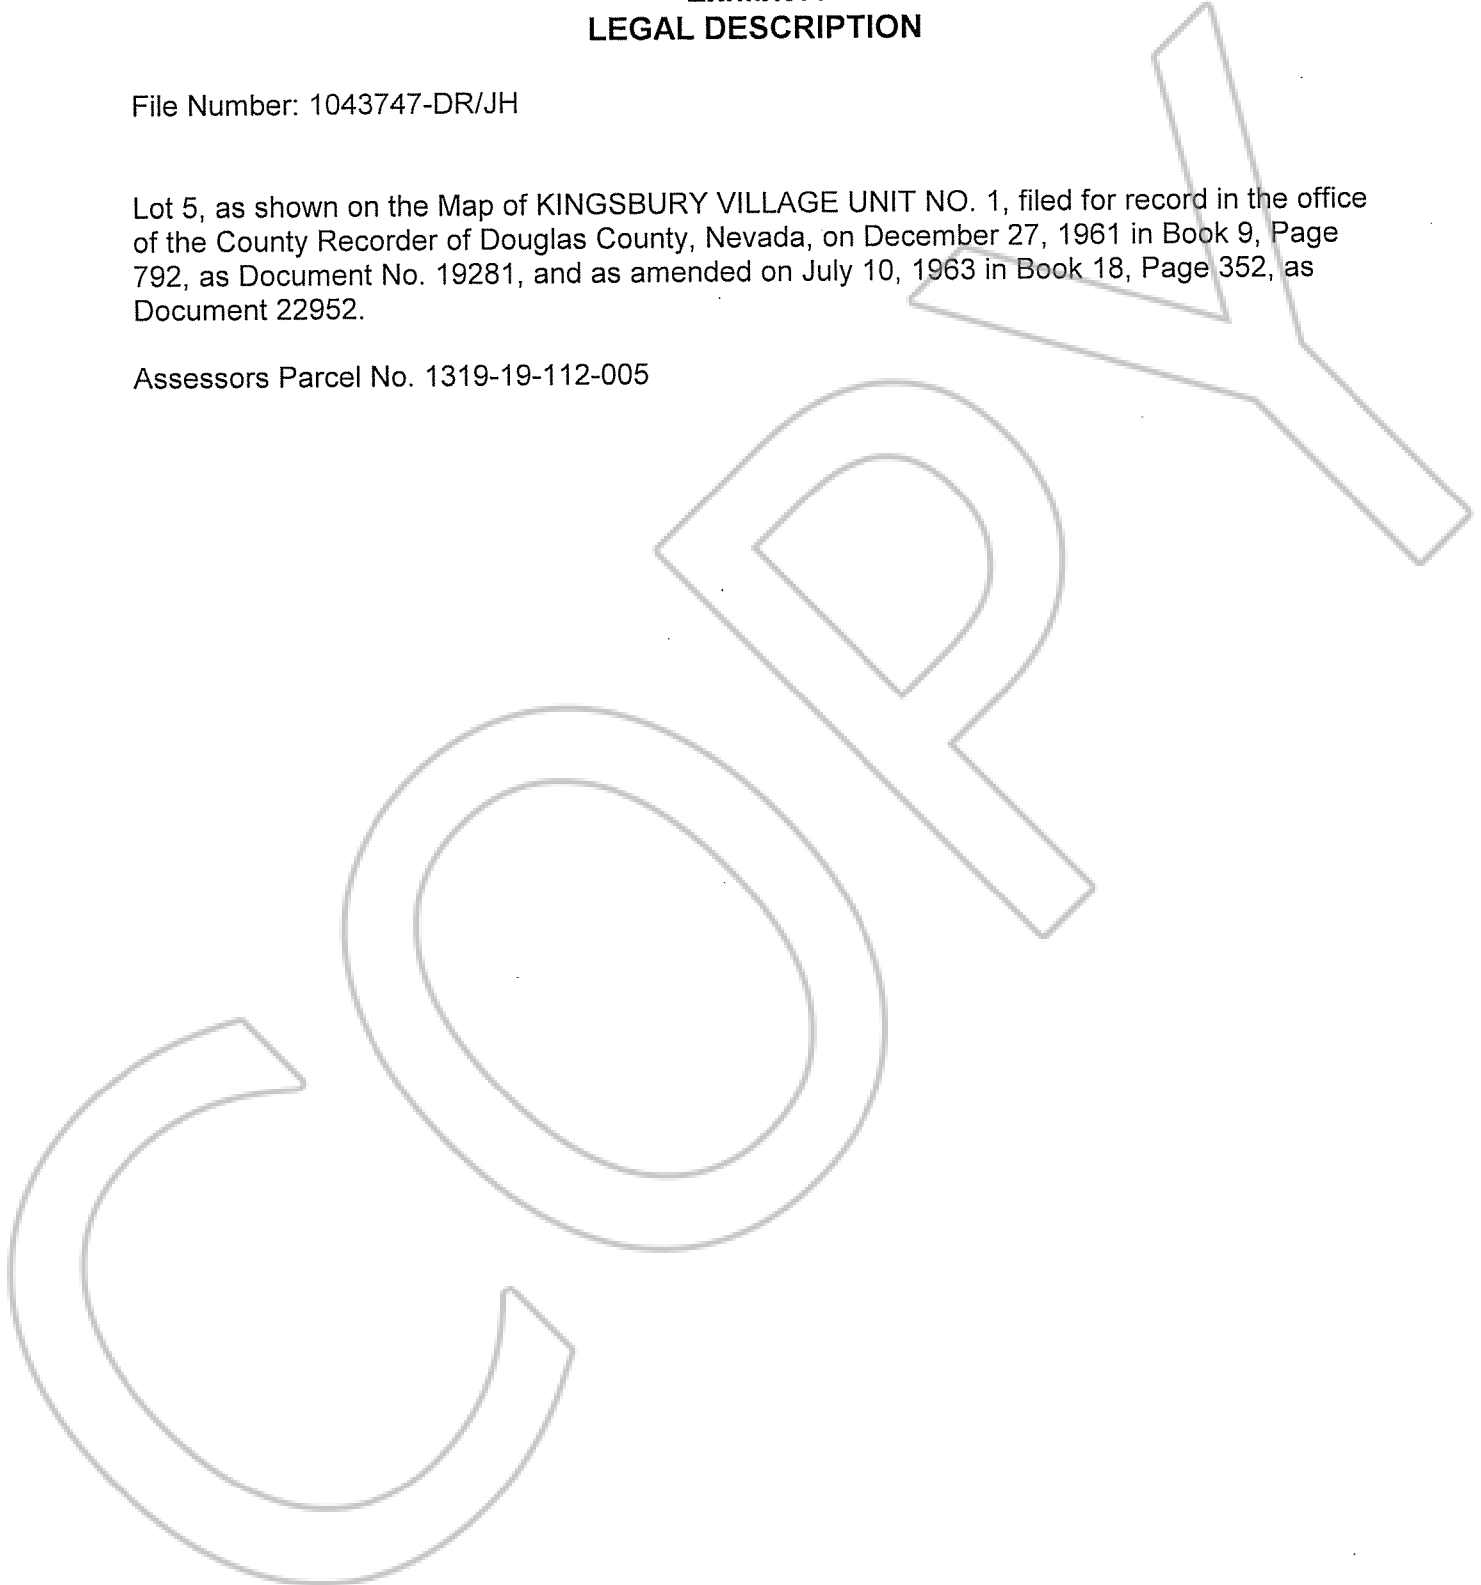 LEGAL DESCRIPTION
File Number: 1043747-DR/JH
Lot 5, as shown on the Map of KINGSBURY VILLAGE UNIT NO. 1, filed for record in the office
of the County Recorder of Douglas County, Nevada, on December 27, 1961 in Book 9, Page
792, as Document No. 19281, and as amended on July 10, 1963 in Book 18, Page 352, as
Document 22952.
Assessors Parcel No. 1319-19-112-005
COPY